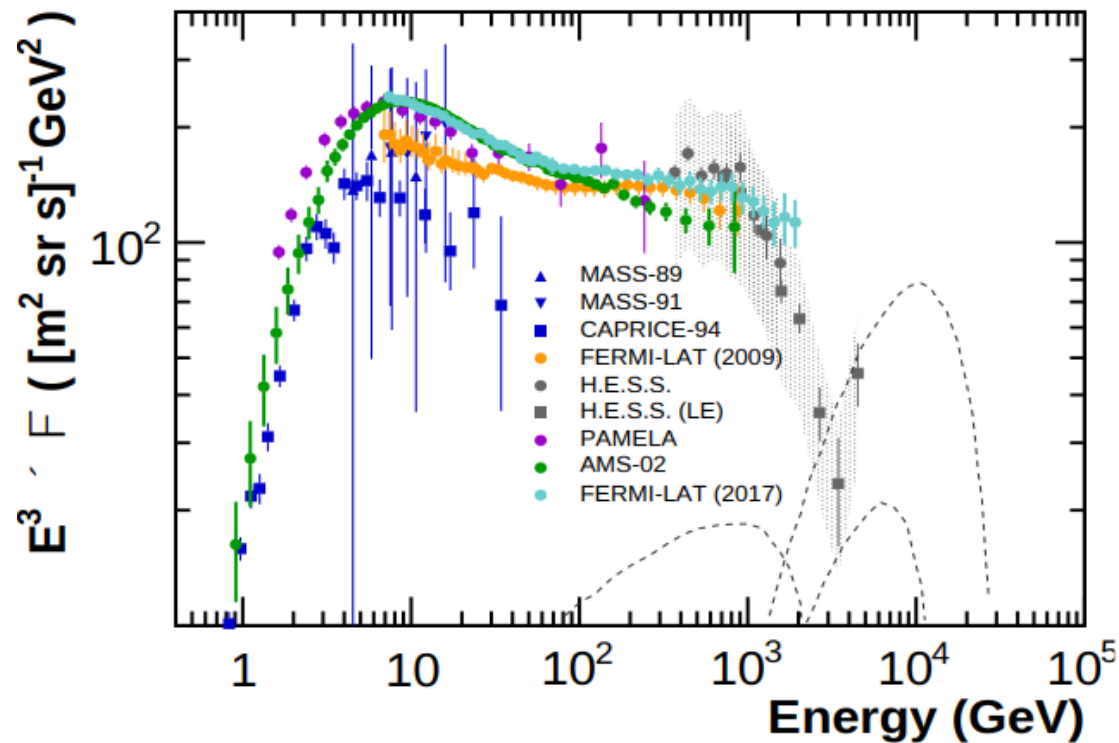 E³ ´ F ( [m² sr s]⁻¹ GeV² )
10²
MASS-89
MASS-91
CAPRICE-94
FERMI-LAT (2009)
H.E.S.S.
H.E.S.S. (LE)
PAMELA
AMS-02
FERMI-LAT (2017)
1 10 10² 10³ 10⁴ 10⁵
Energy (GeV)